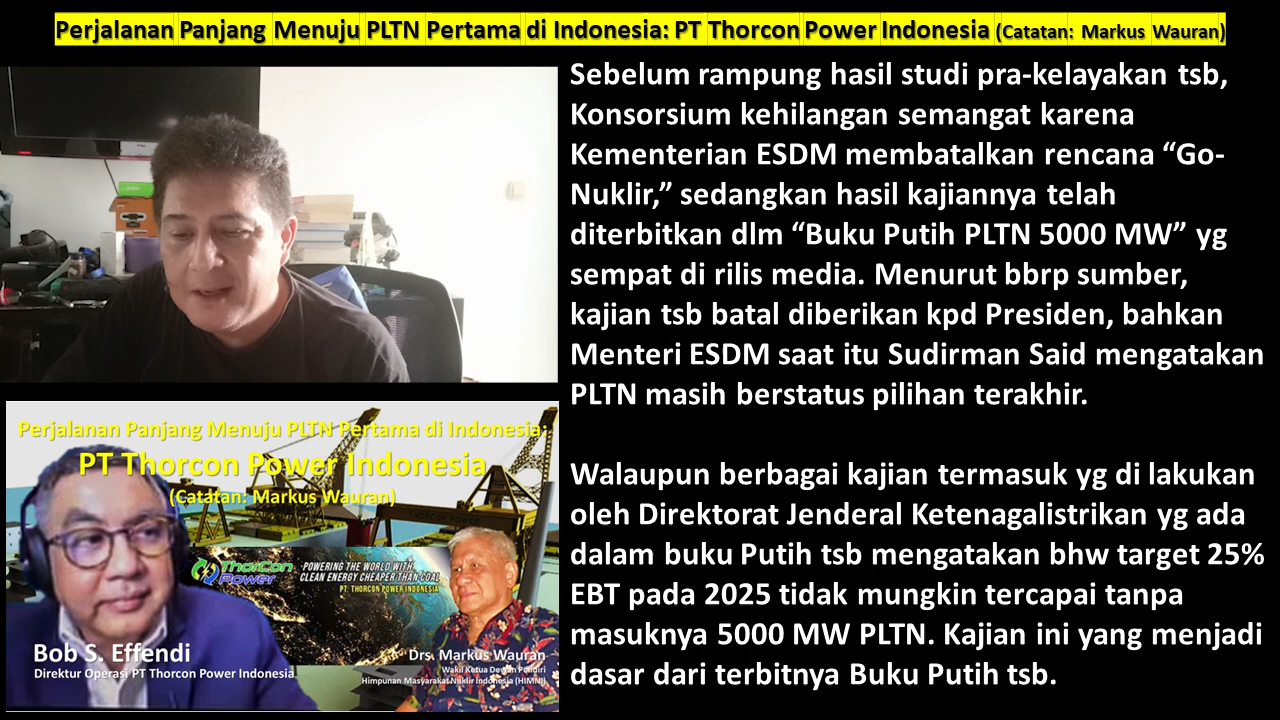 Perjalanan Panjang Menuju PLTN Pertama di Indonesia: PT Thorcon Power Indonesia (Catatan: Markus Wauran)
Sebelum rampung hasil studi pra-kelayakan tsb,
Konsorsium kehilangan semangat karena
Kementerian ESDM membatalkan rencana “Go-
Nuklir,” sedangkan hasil kajiannya telah
diterbitkan dlm “Buku Putih PLTN 5000 MW” yg
sempat di rilis media. Menurut bbrp sumber,
kajian tsb batal diberikan kpd Presiden, bahkan
Menteri ESDM saat itu Sudirman Said mengatakan
PLTN masih berstatus pilihan terakhir.
Walaupun berbagai kajian termasuk yg di lakukan
oleh Direktorat Jenderal Ketenagalistrikan yg ada
dalam buku Putih tsb mengatakan bhw target 25%
EBT pada 2025 tidak mungkin tercapai tanpa
masuknya 5000 MW PLTN. Kajian ini yang menjadi
dasar dari terbitnya Buku Putih tsb.
Perjalanan Panjang Menuju PLTN Pertama di Indonesia:
PT Thorcon Power Indonesia
(Catatan: Markus Wauran)
ThorCon
Power
POWERING THE WORLD WITH
CLEAN ENERGY CHEAPER THAN COAL
PT. THORCON POWER INDONESIA
Bob S. Effendi
Direktur Operasi PT Thorcon Power Indonesia
Drs. Markus Wauran
Wakil Ketua Dewan Pendiri
Himpunan Masyarakat Nuklir Indonesia (HIMNI)